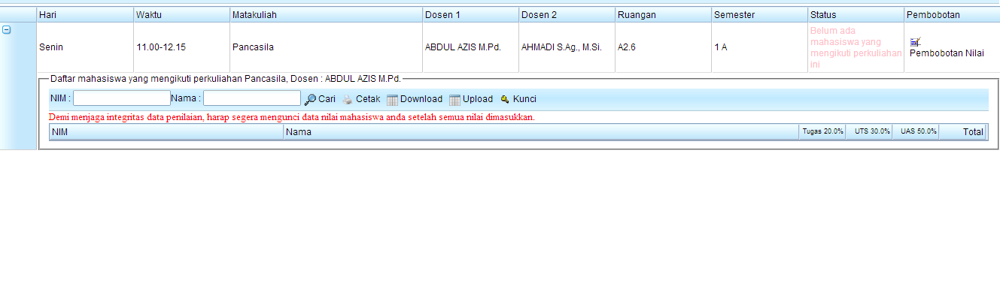 Hari Waktu Matakuliah Dosen 1 Dosen 2 Ruangan Semester Status Pembobotan
Senin 11.00-12.15 Pancasila ABDUL AZIS M.Pd. AHMADI S.Ag., M.Si. A2.6 1 A
Belum ada
mahasiswa yang
mengikuti perkuliahan
ini
Pembobotan Nilai
Daftar mahasiswa yang mengikuti perkuliahan Pancasila, Dosen : ABDUL AZIS M.Pd.
NIM : Nama : Cari Cetak Download Upload Kunci
Demi menjaga integritas data penilaian, harap segera mengunci data nilai mahasiswa anda setelah semua nilai dimasukkan.
NIM Nama Tugas 20.0% UTS 30.0% UAS 50.0% Total